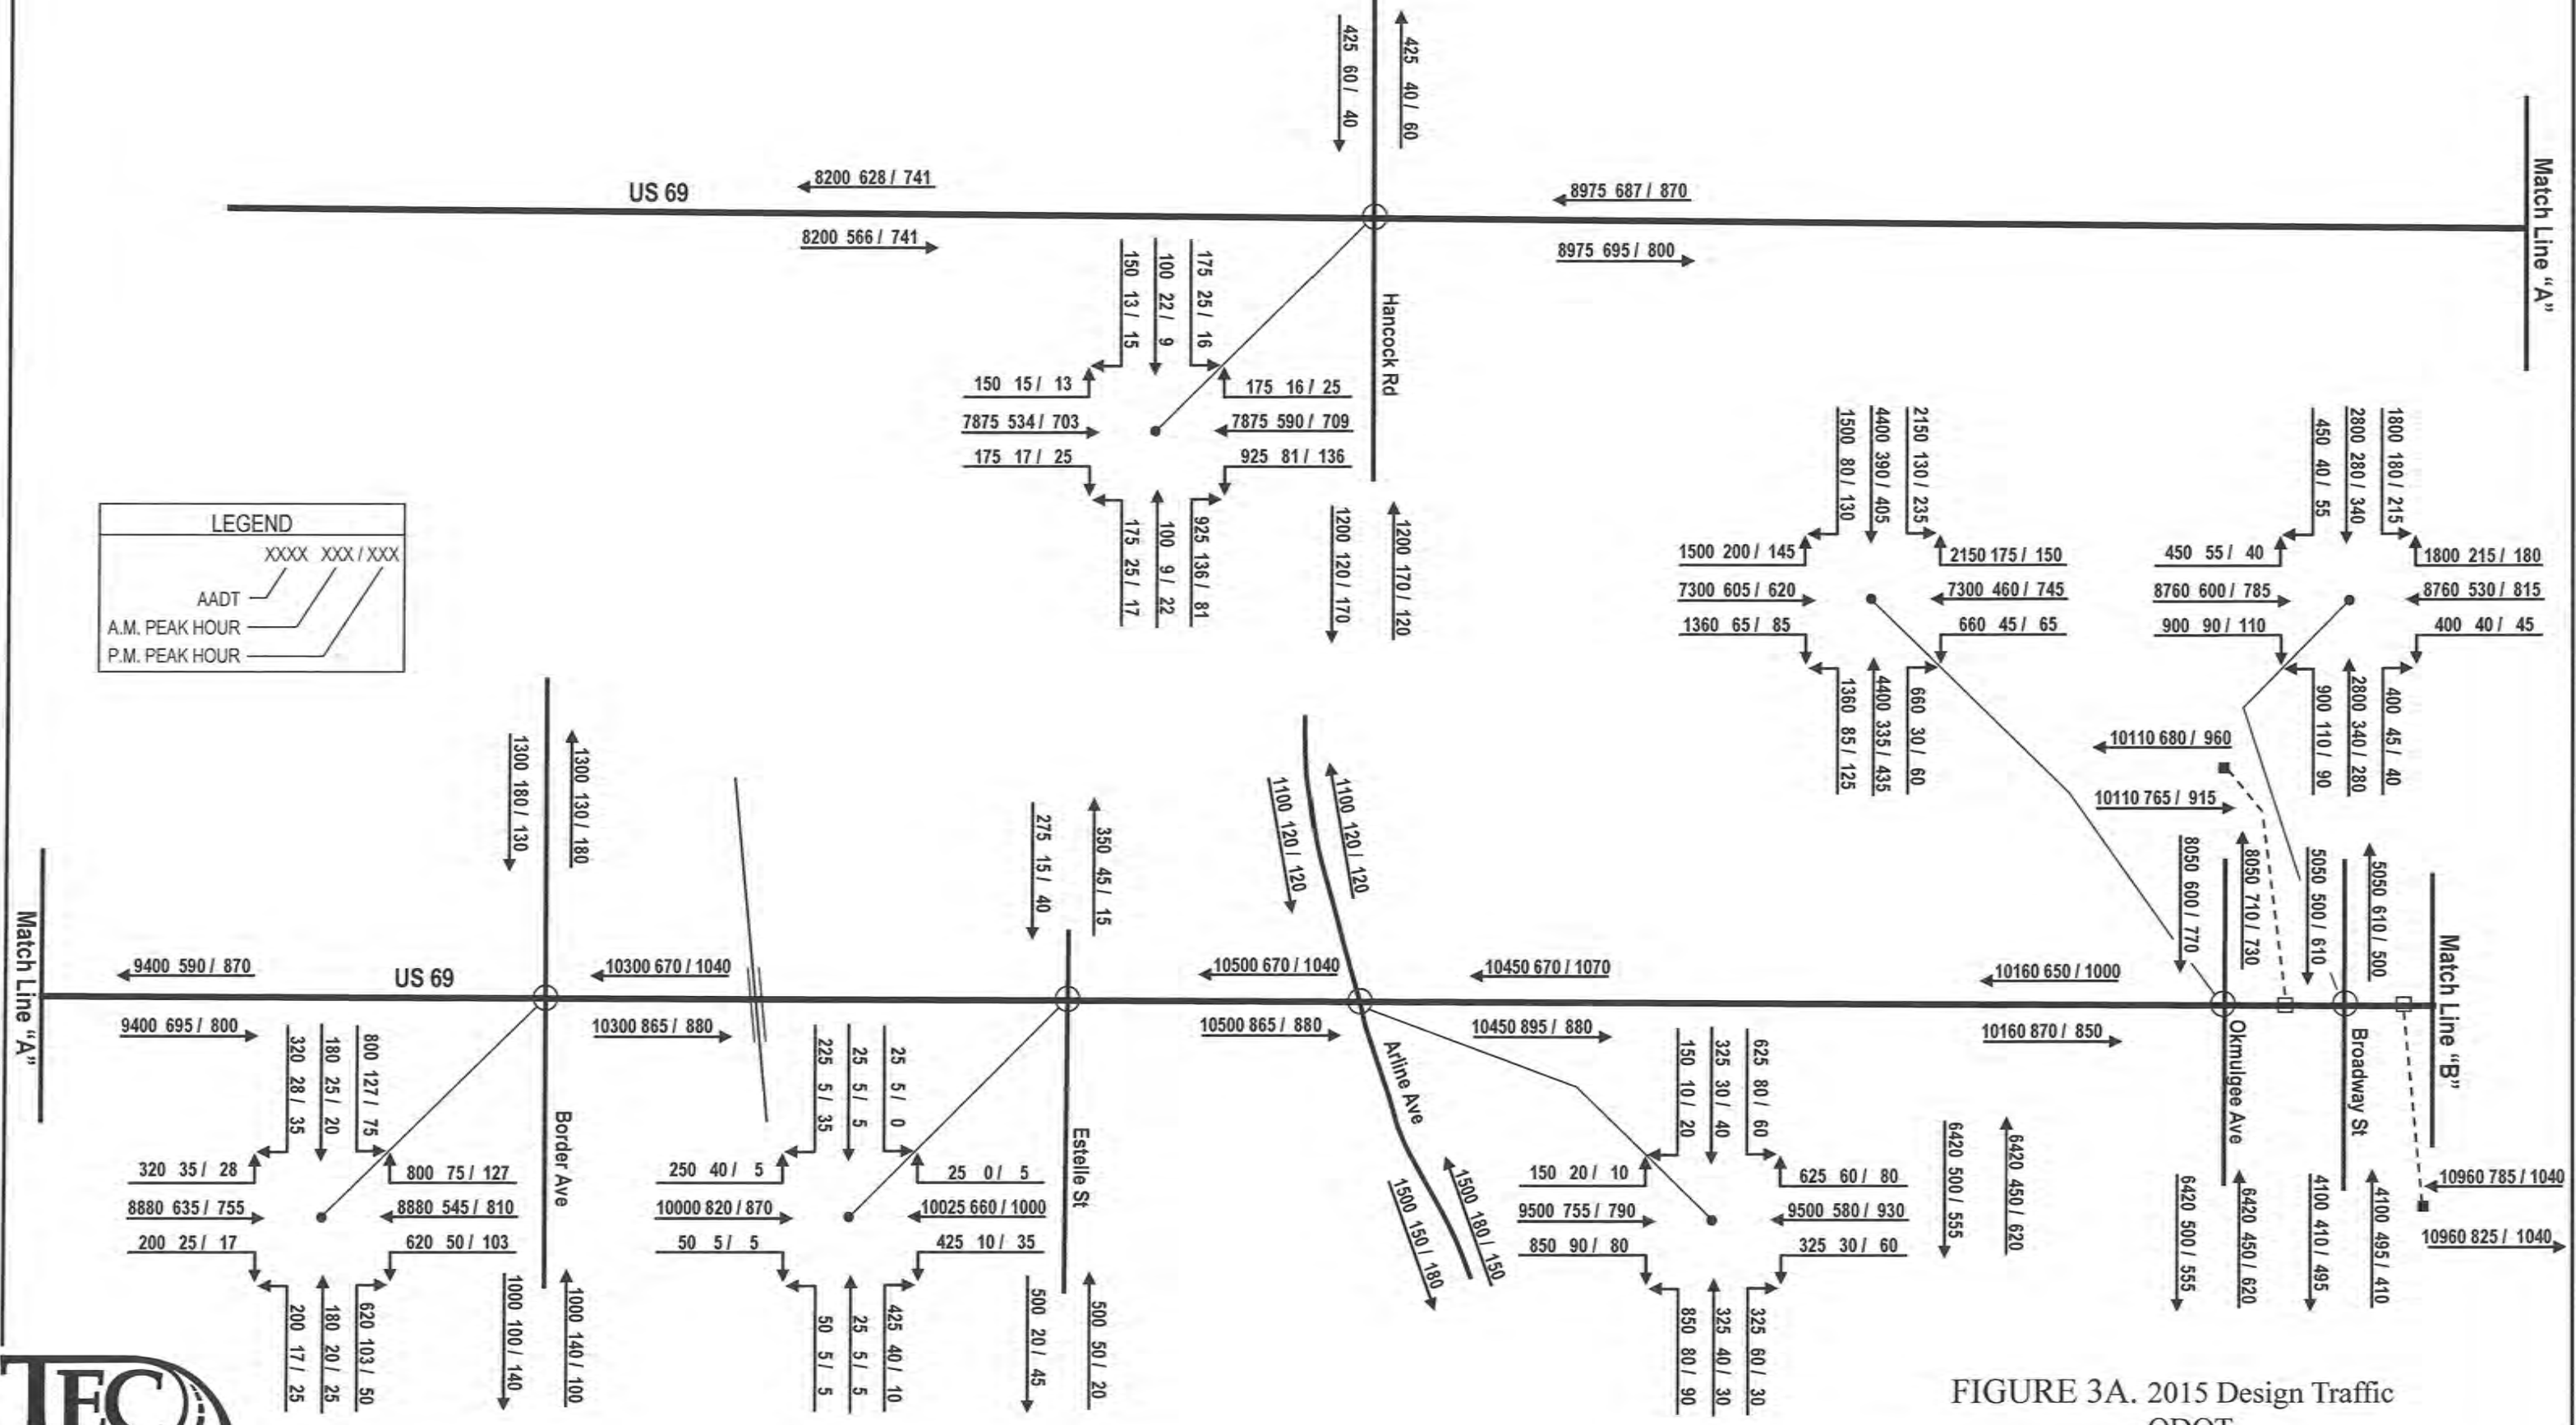 425 60 / 40
425 40 / 60
Match Line "A"
US 69
8200 628 / 741
8975 687 / 870
8200 566 / 741
8975 695 / 800
Hancock Rd
150 13 / 15
100 22 / 9
175 25 / 16
150 15 / 13
175 16 / 25
7875 534 / 703
7875 590 / 709
175 17 / 25
925 81 / 136
175 25 / 17
100 9 / 22
925 136 / 81
1200 120 / 170
1200 170 / 120
LEGEND
XXXX XXX / XXX
AADT
A.M. PEAK HOUR
P.M. PEAK HOUR
1500 80 / 130
4400 390 / 405
2150 130 / 235
1500 200 / 145
2150 175 / 150
7300 605 / 620
7300 460 / 745
1360 65 / 85
660 45 / 65
1360 85 / 125
4400 335 / 435
660 30 / 60
450 40 / 55
2800 280 / 340
1800 180 / 215
450 55 / 40
1800 215 / 180
8760 600 / 785
8760 530 / 815
900 90 / 110
400 40 / 45
900 110 / 90
2800 340 / 280
400 45 / 40
10110 680 / 960
10110 765 / 915
8050 600 / 770
8050 710 / 730
5050 500 / 610
5050 610 / 500
Match Line "A"
1300 180 / 130
1300 130 / 180
275 15 / 40
350 45 / 15
1100 120 / 120
1100 120 / 120
Match Line "B"
9400 590 / 870
US 69
10300 670 / 1040
10500 670 / 1040
10450 670 / 1070
10160 650 / 1000
9400 695 / 800
10300 865 / 880
10500 865 / 880
10450 895 / 880
10160 870 / 850
Border Ave
Estelle St
Arline Ave
Okmulgee Ave
Broadway St
320 28 / 35
180 25 / 20
800 127 / 75
320 35 / 28
800 75 / 127
8880 635 / 755
8880 545 / 810
200 25 / 17
620 50 / 103
200 17 / 25
180 20 / 25
620 103 / 50
1000 100 / 140
1000 140 / 100
225 5 / 35
25 5 / 5
25 5 / 0
250 40 / 5
25 0 / 5
10000 820 / 870
10025 660 / 1000
50 5 / 5
425 10 / 35
50 5 / 5
25 5 / 5
425 40 / 10
500 20 / 45
500 50 / 20
1500 150 / 180
1500 180 / 150
150 10 / 20
325 30 / 40
625 80 / 60
150 20 / 10
625 60 / 80
9500 755 / 790
9500 580 / 930
850 90 / 80
325 30 / 60
850 80 / 90
325 40 / 30
325 60 / 30
6420 500 / 555
6420 450 / 620
6420 500 / 555
6420 450 / 620
4100 410 / 495
4100 495 / 410
10960 785 / 1040
10960 825 / 1040
TEC
FIGURE 3A. 2015 Design Traffic
ODOT